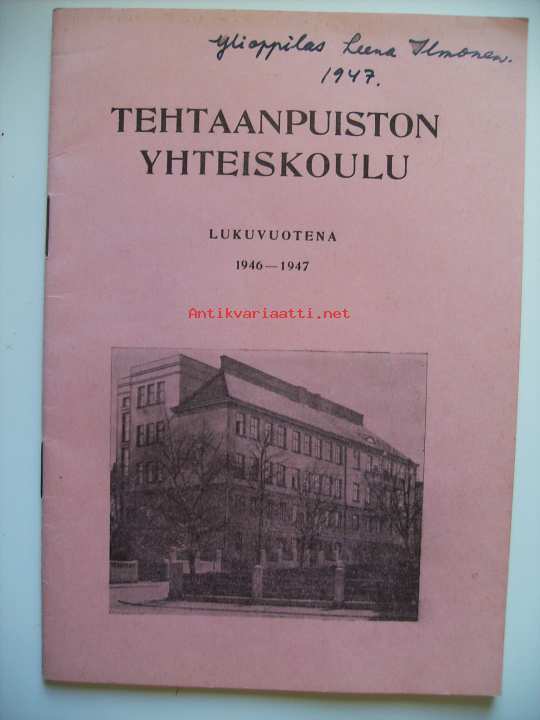 Ylioppilas Leena Ilmonen.
1947.
TEHTAANPUISTON
YHTEISKOULU
LUKUVUOTENA
1946—1947
Antikvariaatti.net